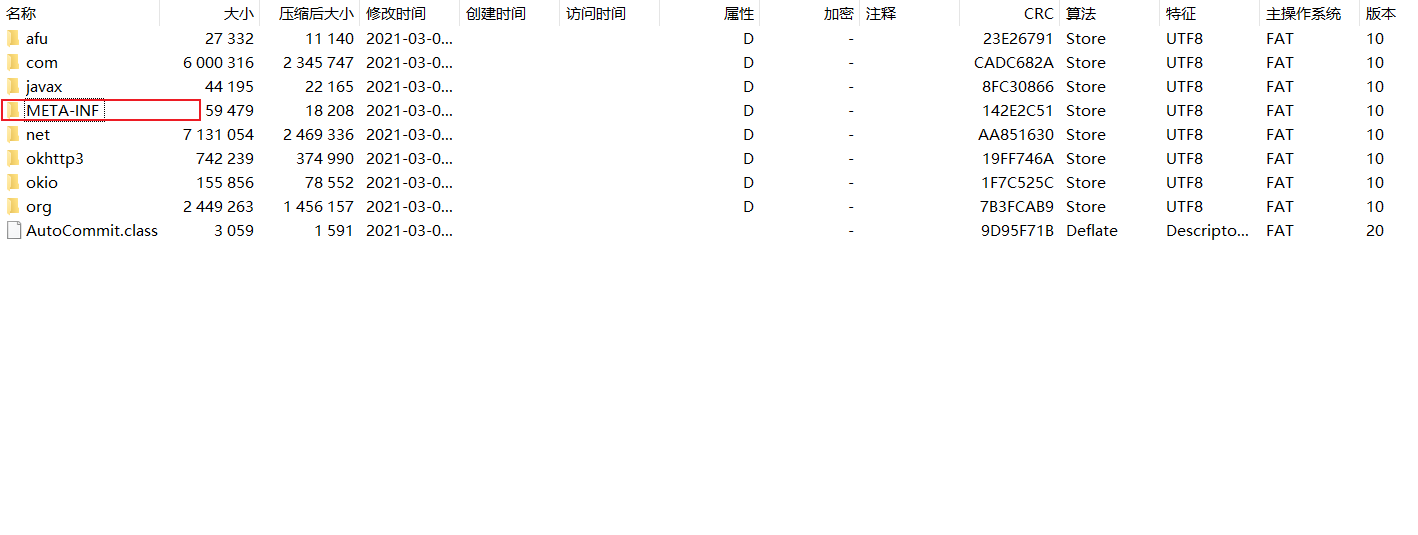 名称 大小 压缩后大小 修改时间 创建时间 访问时间 属性 加密 注释 CRC 算法 特征 主操作系统 版本
afu 27 332 11 140 2021-03-0... D - 23E26791 Store UTF8 FAT 10
com 6 000 316 2 345 747 2021-03-0... D - CADC682A Store UTF8 FAT 10
javax 44 195 22 165 2021-03-0... D - 8FC30866 Store UTF8 FAT 10
META-INF 59 479 18 208 2021-03-0... D - 142E2C51 Store UTF8 FAT 10
net 7 131 054 2 469 336 2021-03-0... D - AA851630 Store UTF8 FAT 10
okhttp3 742 239 374 990 2021-03-0... D - 19FF746A Store UTF8 FAT 10
okio 155 856 78 552 2021-03-0... D - 1F7C525C Store UTF8 FAT 10
org 2 449 263 1 456 157 2021-03-0... D - 7B3FCAB9 Store UTF8 FAT 10
AutoCommit.class 3 059 1 591 2021-03-0... - 9D95F71B Deflate Descripto... FAT 20